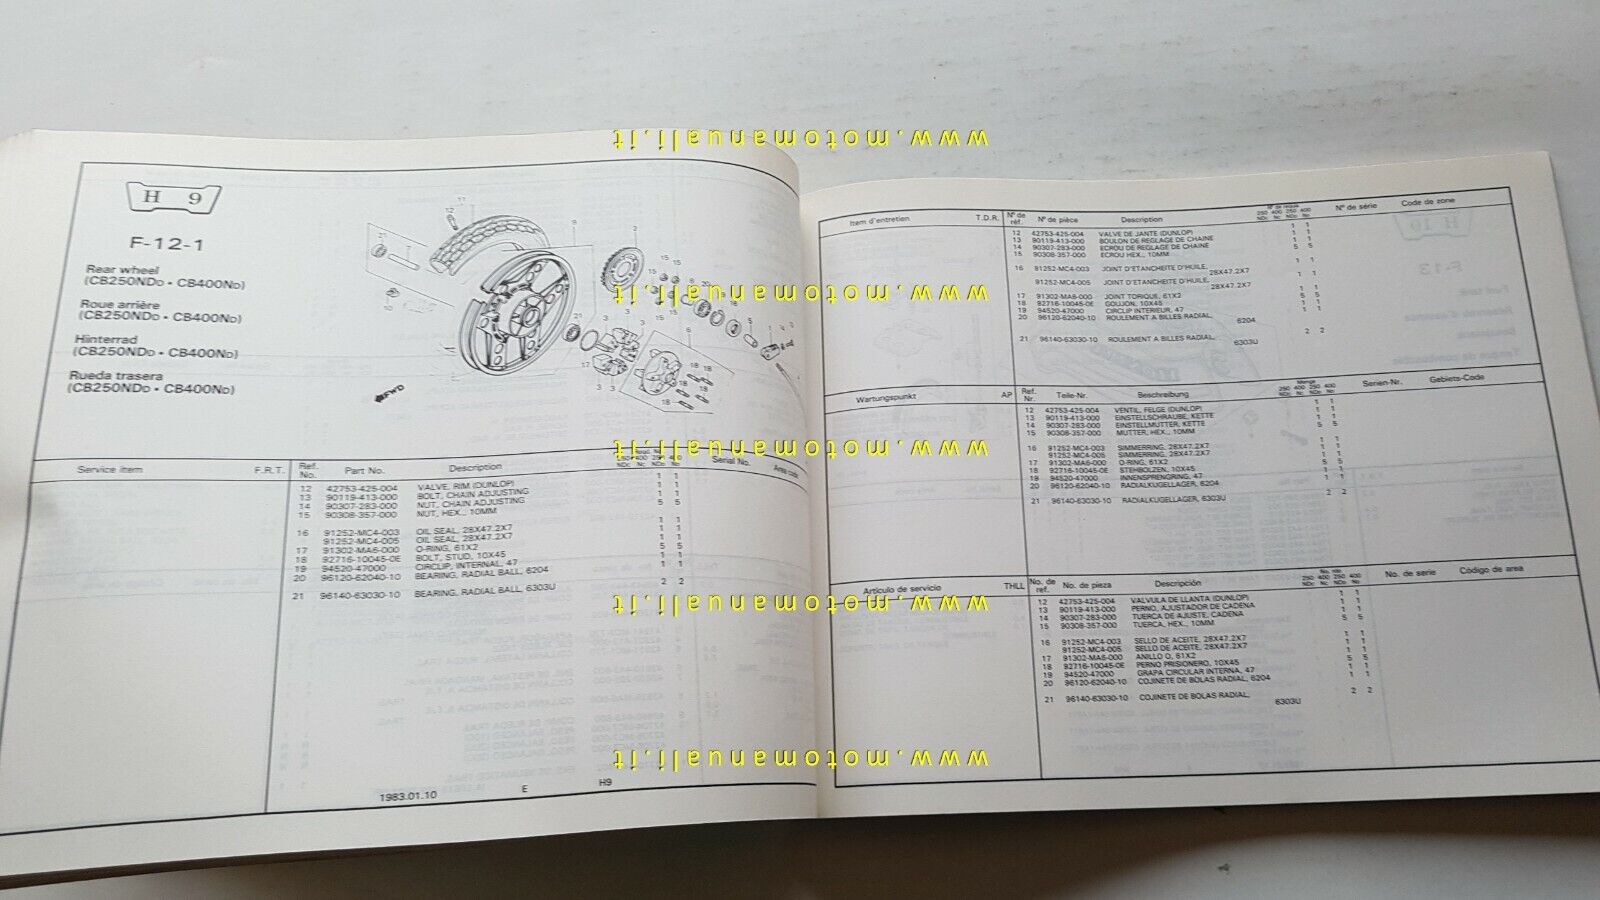 H 9
F-12-1
Rear wheel
(CB250NDD • CB400ND)
Roue arrière
(CB250NDD • CB400ND)
Hinterrad
(CB250NDD • CB400ND)
Rueda trasera
(CB250NDD • CB400ND)
FWD
Service item F.R.T. Ref. No. Part No. Description Serial No. Area code
12 42753-425-004 VALVE, RIM (DUNLOP) 1 1
13 90119-413-000 BOLT, CHAIN ADJUSTING 1 1
14 90307-283-000 NUT, CHAIN ADJUSTING 5 5
15 90308-357-000 NUT, HEX., 10MM
16 91252-MC4-003 OIL SEAL, 28X47.2X7 1 1
91252-MC4-005 OIL SEAL, 28X47.2X7 1 1
17 91302-MA6-000 O-RING, 61X2
18 92716-10045-0E BOLT, STUD, 10X45 5 5
19 94520-47000 CIRCLIP, INTERNAL, 47 1 1
20 96120-62040-10 BEARING, RADIAL BALL, 6204 1 1
21 96140-63030-10 BEARING, RADIAL BALL, 6303U 2 2
1983.01.10 E H9
Item d'entretien T.D.R. N° de réf. N° de pièce Description N° de série Code de zone
12 42753-425-004 VALVE DE JANTE (DUNLOP) 1 1
13 90119-413-000 BOULON DE REGLAGE DE CHAINE 1 1
14 90307-283-000 ECROU DE REGLAGE DE CHAINE 5 5
15 90308-357-000 ECROU HEX., 10MM
16 91252-MC4-003 JOINT D'ETANCHEITE D'HUILE, 28X47.2X7 1 1
91252-MC4-005 JOINT D'ETANCHEITE D'HUILE, 28X47.2X7 1 1
17 91302-MA6-000 JOINT TORIQUE, 61X2
18 92716-10045-0E GOUJON, 10X45 5 5
19 94520-47000 CIRCLIP INTERIEUR, 47 1 1
20 96120-62040-10 ROULEMENT A BILLES RADIAL, 6204 1 1
21 96140-63030-10 ROULEMENT A BILLES RADIAL, 6303U 2 2
Wartungspunkt AP Ref. Nr. Teile-Nr. Beschreibung Menge Serien-Nr. Gebiets-Code
12 42753-425-004 VENTIL, FELGE (DUNLOP) 1 1
13 90119-413-000 EINSTELLSCHRAUBE, KETTE 1 1
14 90307-283-000 EINSTELLMUTTER, KETTE 5 5
15 90308-357-000 MUTTER, HEX., 10MM
16 91252-MC4-003 SIMMERRING, 28X47.2X7 1 1
91252-MC4-005 SIMMERRING, 28X47.2X7 1 1
17 91302-MA6-000 O-RING, 61X2
18 92716-10045-0E STEHBOLZEN, 10X45 5 5
19 94520-47000 INNENSPRENGRING, 47 1 1
20 96120-62040-10 RADIALKUGELLAGER, 6204
21 96140-63030-10 RADIALKUGELLAGER, 6303U 2 2
Artículo de servicio THLL No. de ref. No. de pieza Descripción No. de serie Código de area
12 42753-425-004 VALVULA DE LLANTA (DUNLOP) 1 1
13 90119-413-000 PERNO, AJUSTADOR DE CADENA 1 1
14 90307-283-000 TUERCA DE AJUSTE, CADENA 5 5
15 90308-357-000 TUERCA, HEX., 10MM
16 91252-MC4-003 SELLO DE ACEITE, 28X47.2X7 1 1
91252-MC4-005 SELLO DE ACEITE, 28X47.2X7 1 1
17 91302-MA6-000 ANILLO O, 61X2
18 92716-10045-0E PERNO PRISIONERO, 10X45 5 5
19 94520-47000 GRAPA CIRCULAR INTERNA, 47 1 1
20 96120-62040-10 COJINETE DE BOLAS RADIAL, 6204
21 96140-63030-10 COJINETE DE BOLAS RADIAL, 6303U 2 2
www.motomanuali.it
www.motomanuali.it
www.motomanuali.it
www.motomanuali.it